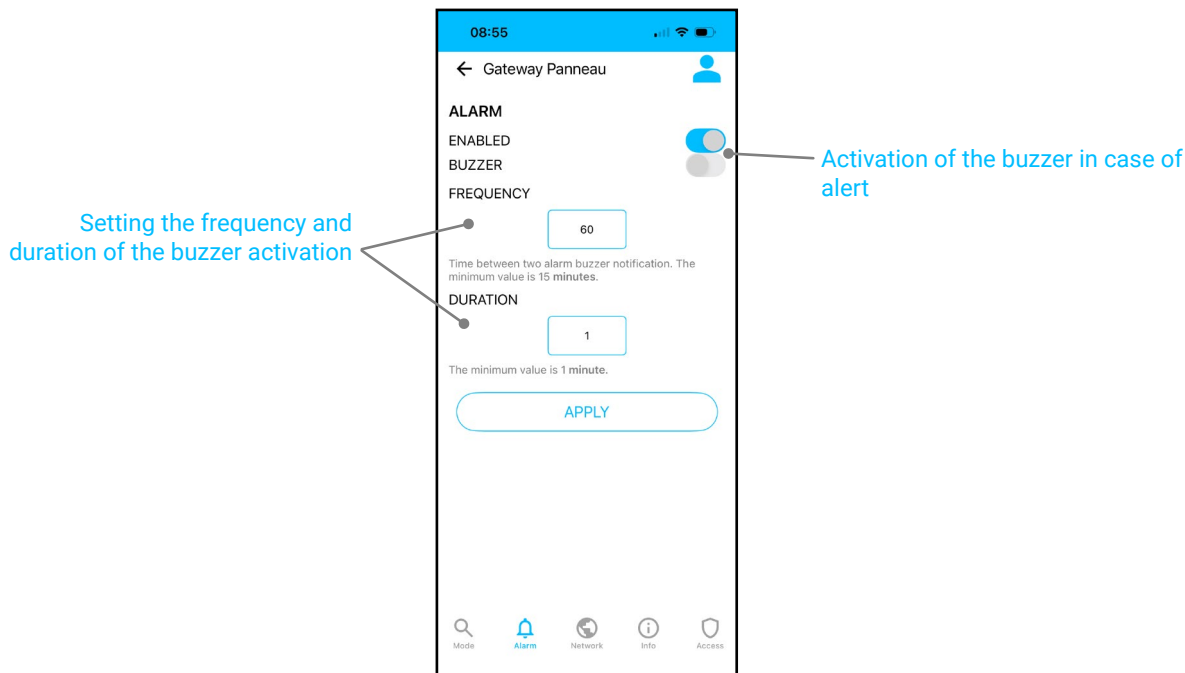 08:55
Gateway Panneau
ALARM
ENABLED
BUZZER
Activation of the buzzer in case of
alert
FREQUENCY
Setting the frequency and
duration of the buzzer activation
60
Time between two alarm buzzer notification. The
minimum value is 15 minutes.
DURATION
1
The minimum value is 1 minute.
APPLY
Mode
Alarm
Network
Info
Access